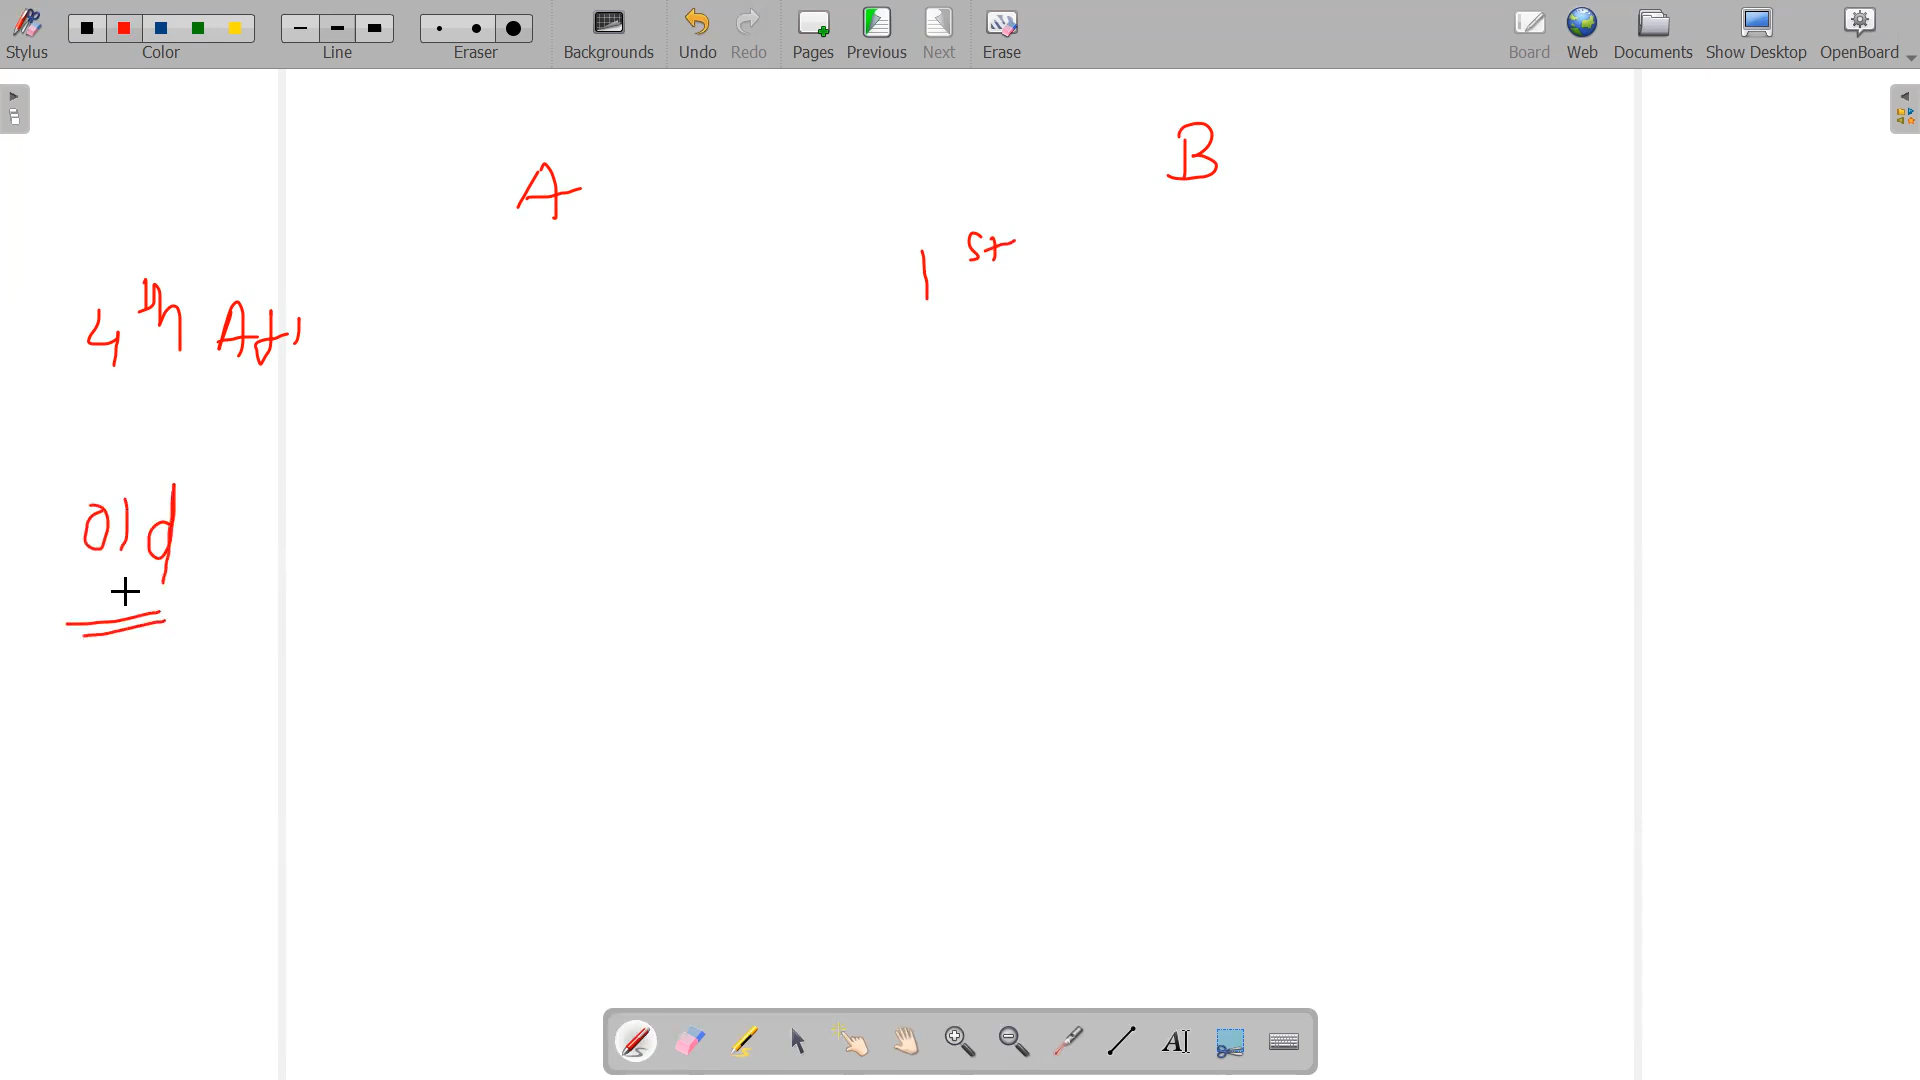 Stylus Color Line Eraser Backgrounds Undo Redo Pages Previous Next Erase Board Web Documents Show Desktop OpenBoard
B
A
1 st
4 th
Old
AI